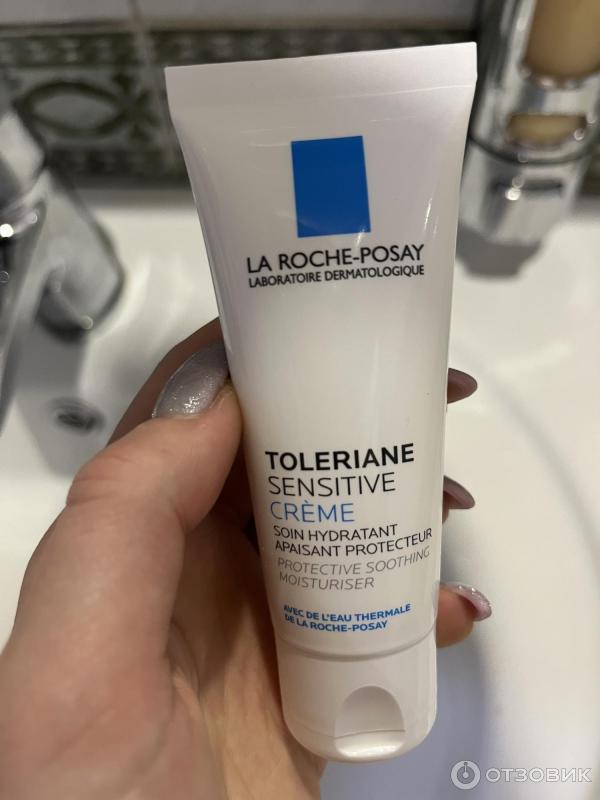 LA ROCHE-POSAY
LABORATOIRE DERMATOLOGIQUE
TOLERIANE
SENSITIVE
CRÈME
SOIN HYDRATANT
APAISANT PROTECTEUR
PROTECTIVE SOOTHING
MOISTURISER
AVEC DE L'EAU THERMALE
DE LA ROCHE-POSAY
ОТЗОВИК